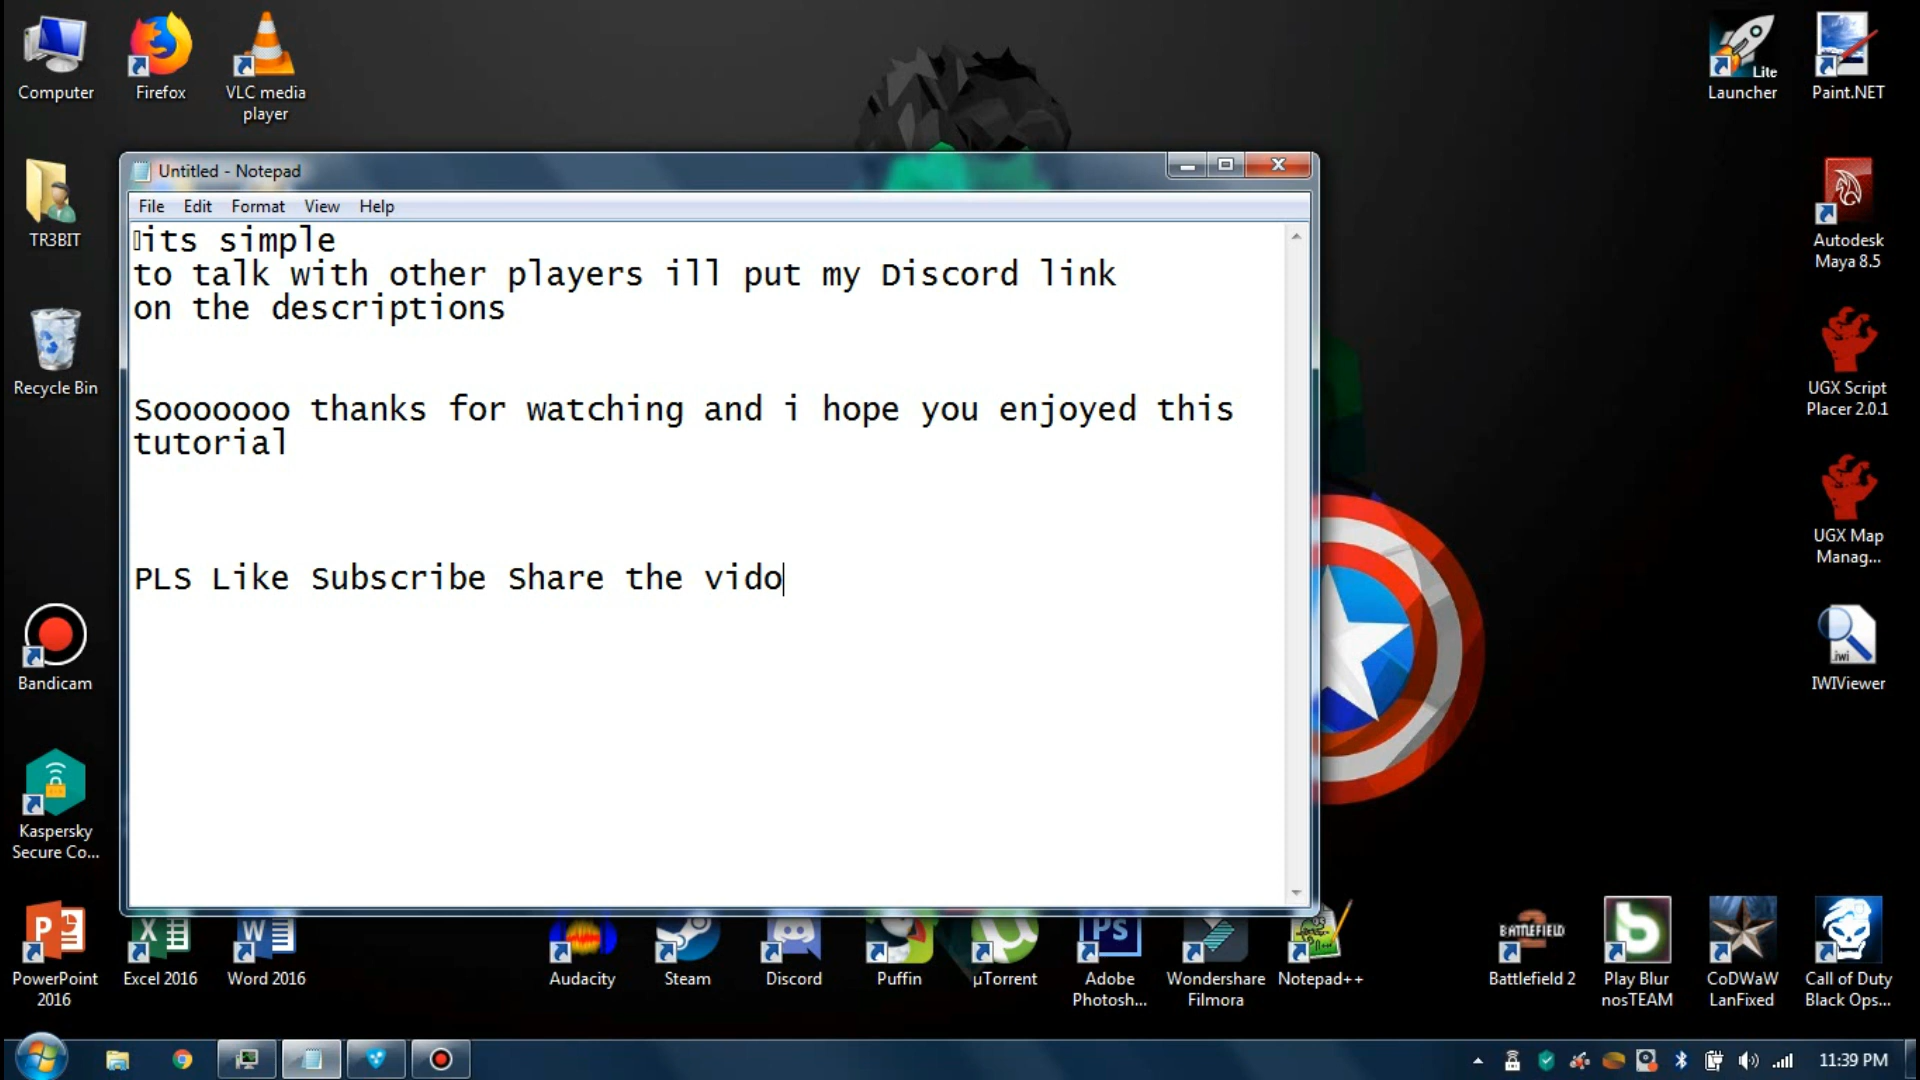 Computer
Firefox
VLC media
player
Lite
Launcher
Paint.NET
Untitled - Notepad
File Edit Format View Help
its simple
to talk with other players ill put my Discord link
on the descriptions
Sooooooo thanks for watching and i hope you enjoyed this
tutorial
PLS Like Subscribe Share the vido
TR3BIT
Recycle Bin
Bandicam
Kaspersky
Secure Co...
Autodesk
Maya 8.5
UGX Script
Placer 2.0.1
UGX Map
Manag...
.iwi
IWIViewer
PowerPoint
2016
Excel 2016
Word 2016
Audacity
Steam
Discord
Puffin
µTorrent
Adobe
Photosh...
Wondershare
Filmora
Notepad++
BATTLEFIELD
2
Battlefield 2
Play Blur
nosTEAM
CoDWaW
LanFixed
Call of Duty
Black Ops...
11:39 PM